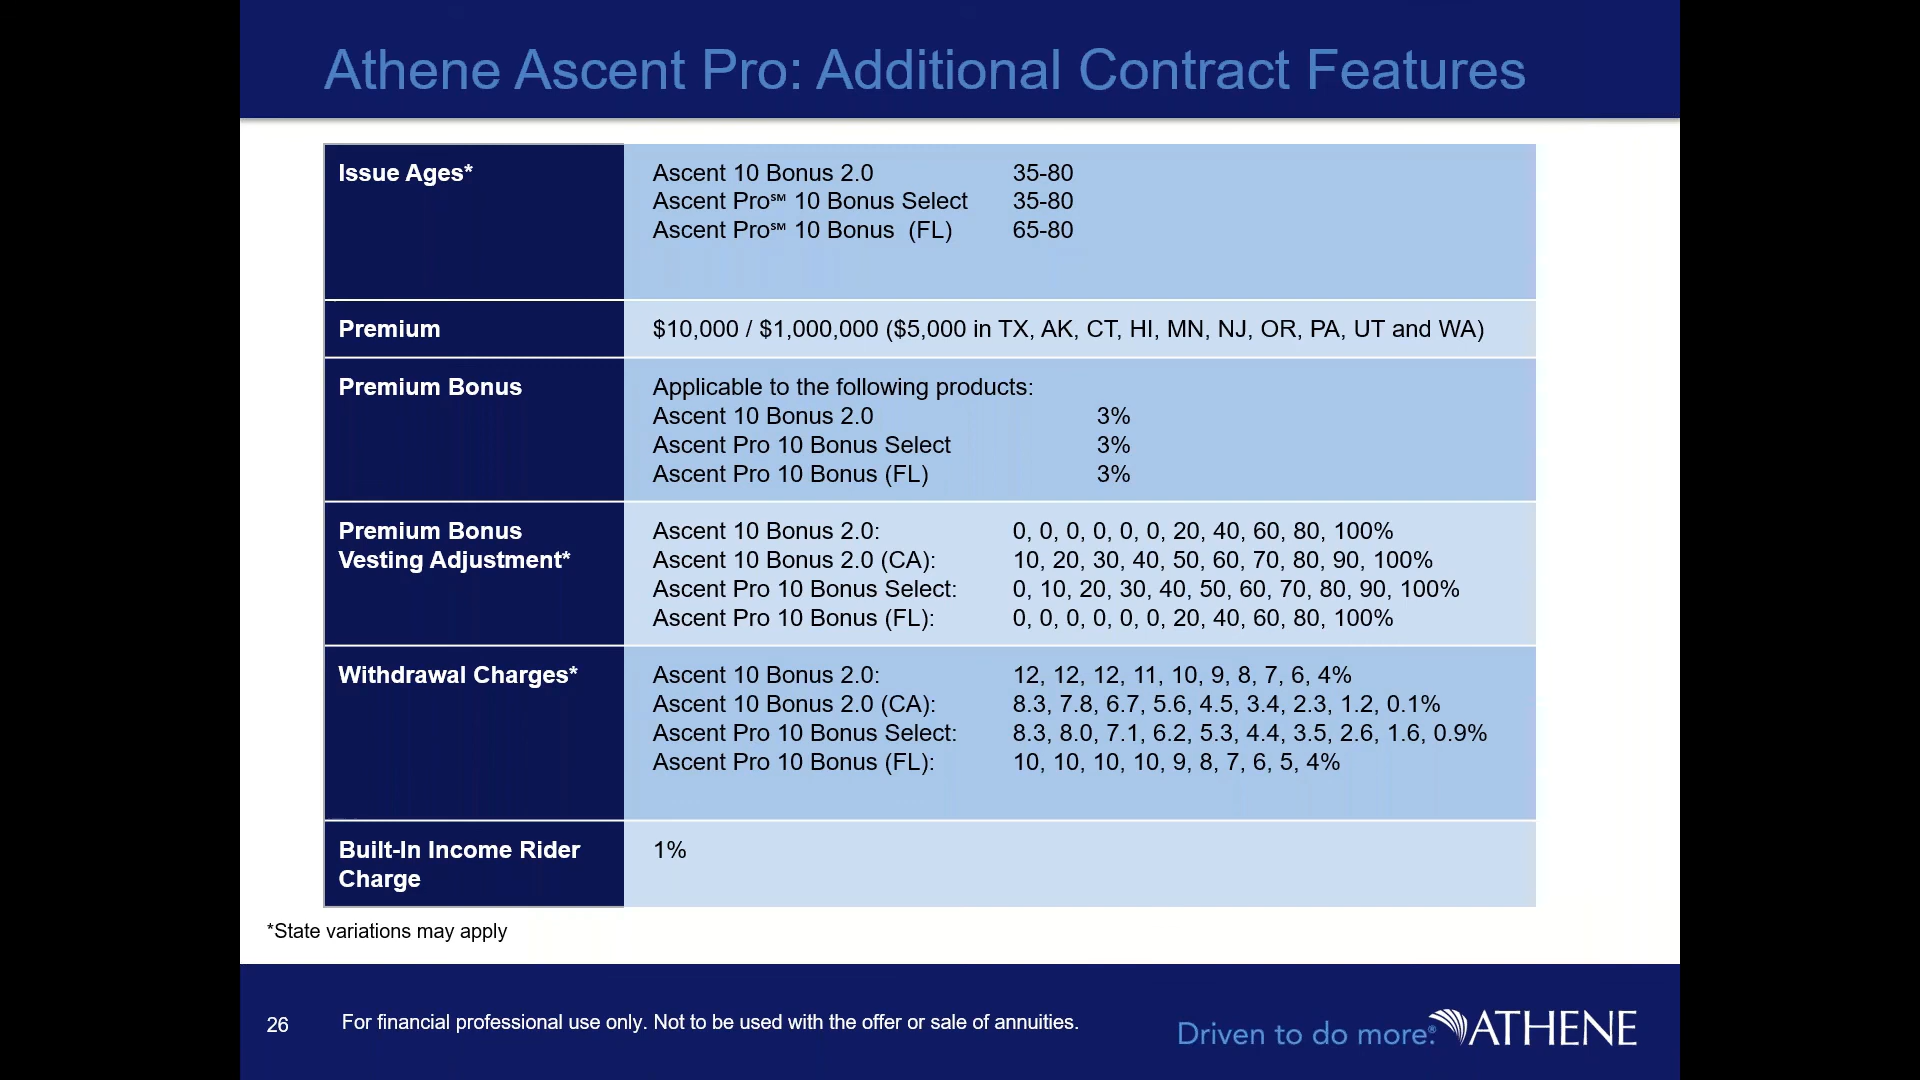 Athene Ascent Pro: Additional Contract Features
Issue Ages*
Ascent 10 Bonus 2.0 35-80
Ascent Pro℠ 10 Bonus Select 35-80
Ascent Pro℠ 10 Bonus (FL) 65-80
Premium
$10,000 / $1,000,000 ($5,000 in TX, AK, CT, HI, MN, NJ, OR, PA, UT and WA)
Premium Bonus
Applicable to the following products:
Ascent 10 Bonus 2.0 3%
Ascent Pro 10 Bonus Select 3%
Ascent Pro 10 Bonus (FL) 3%
Premium Bonus
Vesting Adjustment*
Ascent 10 Bonus 2.0: 0, 0, 0, 0, 0, 0, 20, 40, 60, 80, 100%
Ascent 10 Bonus 2.0 (CA): 10, 20, 30, 40, 50, 60, 70, 80, 90, 100%
Ascent Pro 10 Bonus Select: 0, 10, 20, 30, 40, 50, 60, 70, 80, 90, 100%
Ascent Pro 10 Bonus (FL): 0, 0, 0, 0, 0, 0, 20, 40, 60, 80, 100%
Withdrawal Charges*
Ascent 10 Bonus 2.0: 12, 12, 12, 11, 10, 9, 8, 7, 6, 4%
Ascent 10 Bonus 2.0 (CA): 8.3, 7.8, 6.7, 5.6, 4.5, 3.4, 2.3, 1.2, 0.1%
Ascent Pro 10 Bonus Select: 8.3, 8.0, 7.1, 6.2, 5.3, 4.4, 3.5, 2.6, 1.6, 0.9%
Ascent Pro 10 Bonus (FL): 10, 10, 10, 10, 9, 8, 7, 6, 5, 4%
Built-In Income Rider
Charge
1%
*State variations may apply
26
For financial professional use only. Not to be used with the offer or sale of annuities.
Driven to do more.®
ATHENE